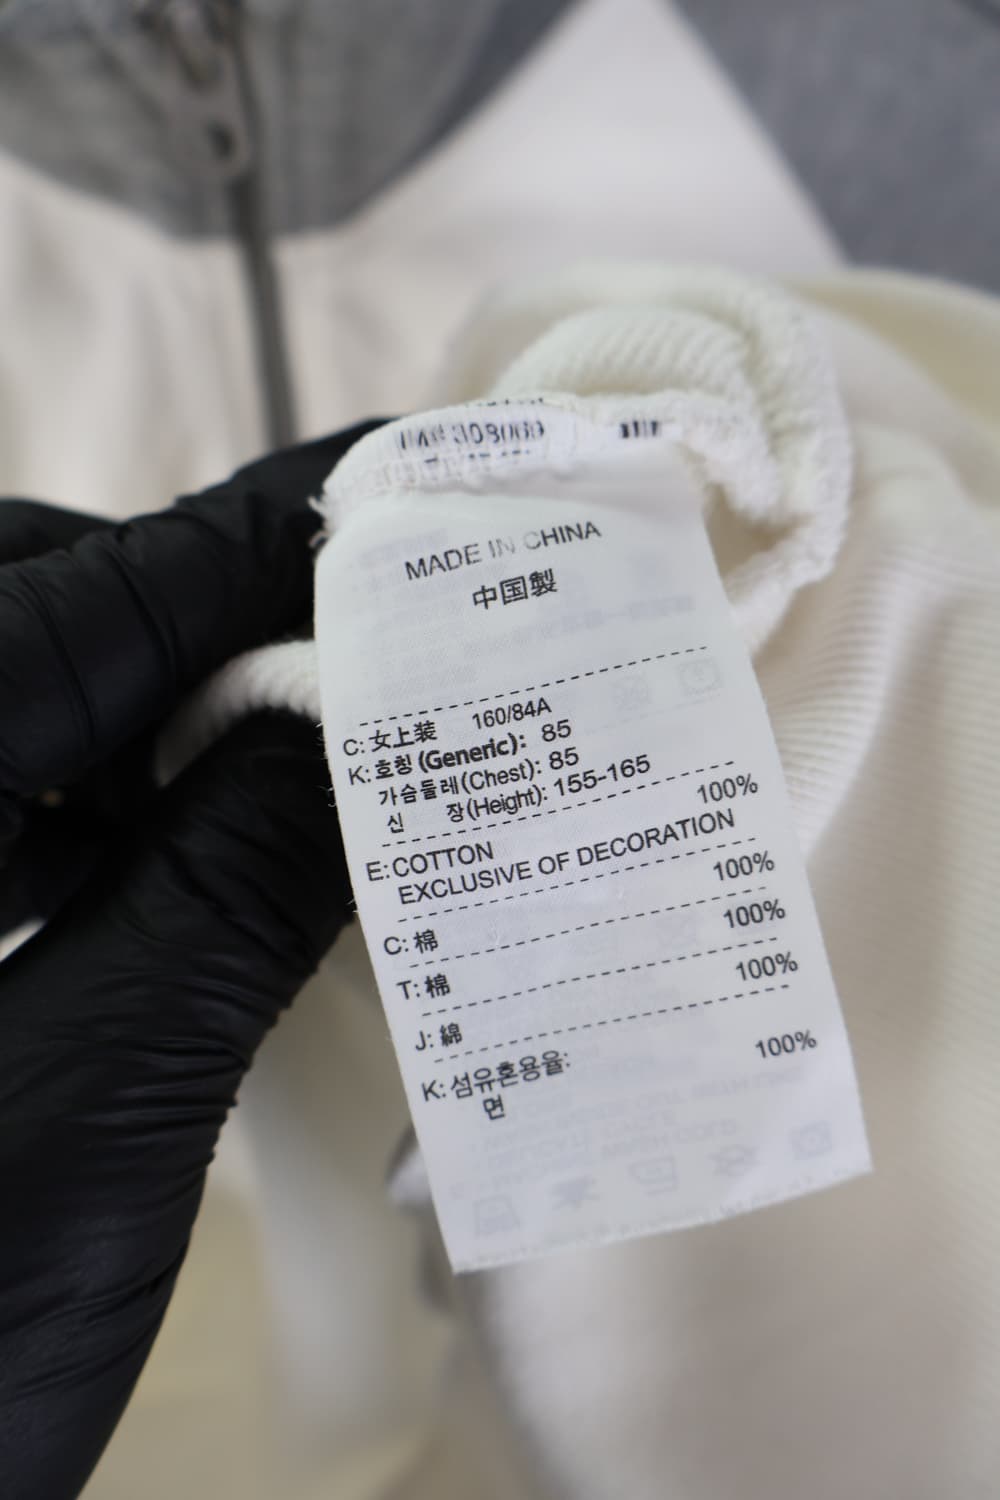 308069
MADE IN CHINA
中国製
C: 女上装 160/84A
K: 호칭 (Generic): 85
가슴둘레(Chest): 85
신 장(Height): 155-165
100%
E: COTTON
EXCLUSIVE OF DECORATION
100%
C: 棉
100%
T: 棉
100%
J: 綿
K: 섬유혼용율:
100%
면